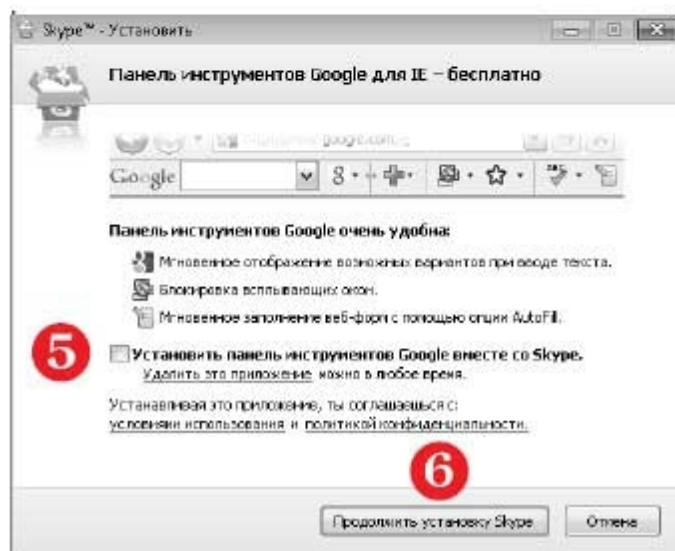 Skype™ - Установить
Панель инструментов Google для IE – бесплатно
google.com
Google
Панель инструментов Google очень удобна:
Мгновенное отображение возможных вариантов при вводе текста.
Блокировка всплывающих окон.
Мгновенное заполнение веб-форм с помощью опции AutoFill.
5
Установить панель инструментов Google вместе со Skype.
Удалить это приложение можно в любое время.
Устанавливая это приложение, ты соглашаешься с:
условиями использования и политикой конфиденциальности.
6
Продолжить установку Skype
Отмена